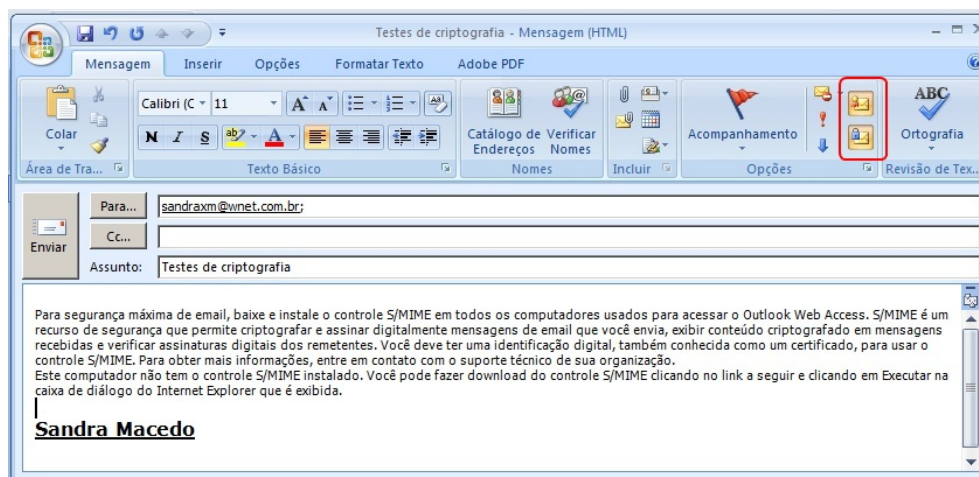 Testes de criptografia - Mensagem (HTML)
Mensagem Inserir Opções Formatar Texto Adobe PDF
Calibri (C 11
A A
ABC
Colar
N I S ab A
Catálogo de Endereços
Verificar Nomes
Acompanhamento
Ortografia
Área de Tra... Texto Básico Nomes Incluir Opções Revisão de Tex...
Para... sandraxm@wnet.com.br;
Cc...
Enviar
Assunto: Testes de criptografia
Para segurança máxima de email, baixe e instale o controle S/MIME em todos os computadores usados para acessar o Outlook Web Access. S/MIME é um
recurso de segurança que permite criptografar e assinar digitalmente mensagens de email que você envia, exibir conteúdo criptografado em mensagens
recebidas e verificar assinaturas digitais dos remetentes. Você deve ter uma identificação digital, também conhecida como um certificado, para usar o
controle S/MIME. Para obter mais informações, entre em contato com o suporte técnico de sua organização.
Este computador não tem o controle S/MIME instalado. Você pode fazer download do controle S/MIME clicando no link a seguir e clicando em Executar na
caixa de diálogo do Internet Explorer que é exibida.
Sandra Macedo